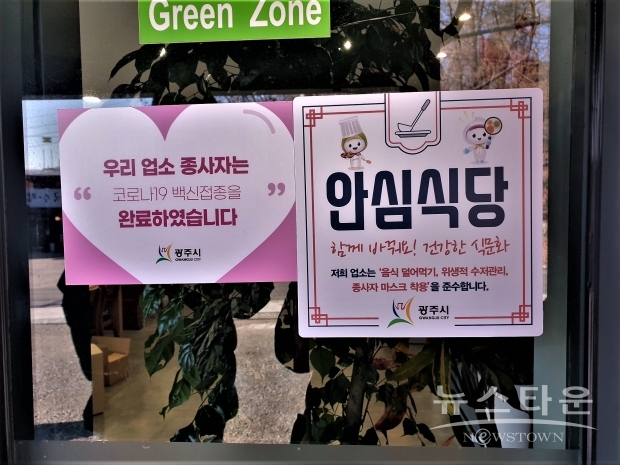 Green Zone
우리 업소 종사자는
“코로나19 백신접종을”
완료하였습니다
광주시
GWANGJU CITY
안심식당
함께 바꿔요! 건강한 식문화
저희 업소는 '음식 덜어먹기, 위생적 수저관리,
종사자 마스크 착용'을 준수합니다.
광주시
GWANGJU CITY
뉴스타운
NEWSTOWN